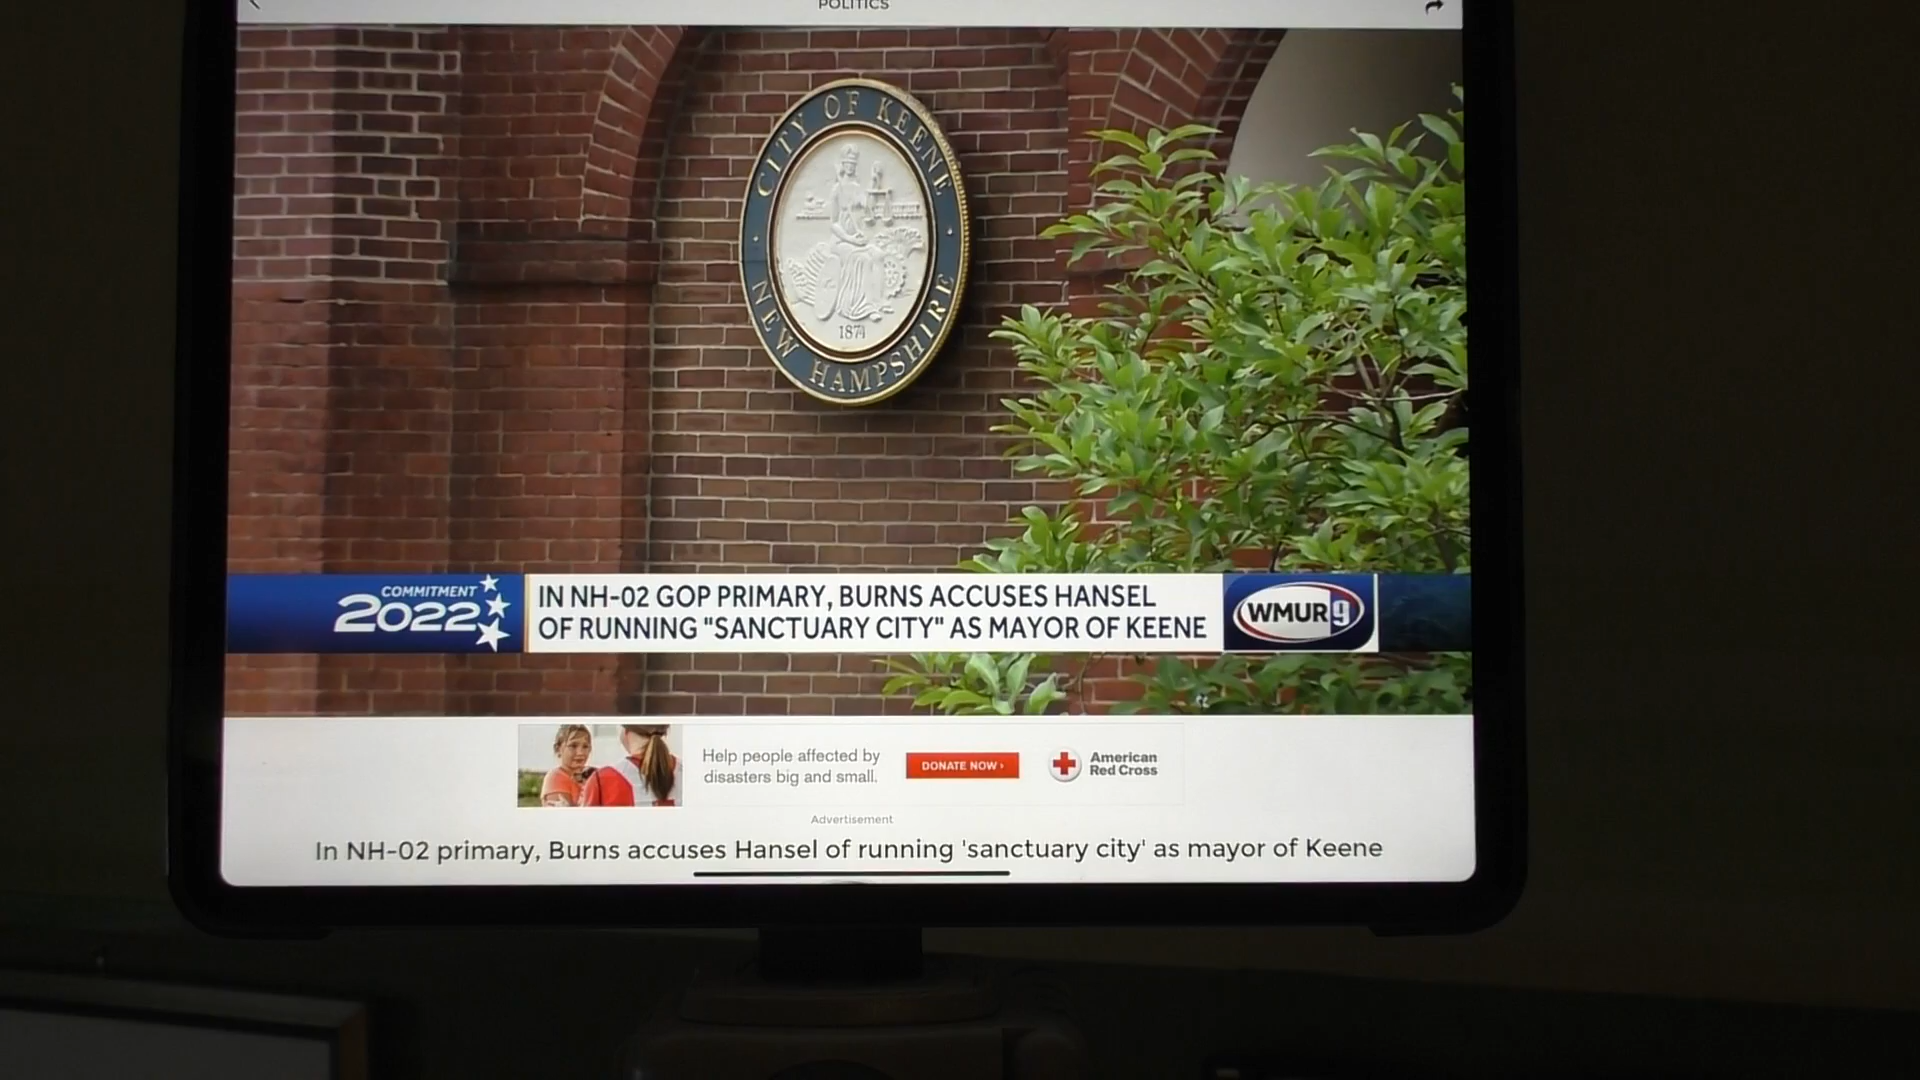 POLITICS
CITY OF KEENE
NEW HAMPSHIRE
1874
COMMITMENT
2022
IN NH-02 GOP PRIMARY, BURNS ACCUSES HANSEL
OF RUNNING "SANCTUARY CITY" AS MAYOR OF KEENE
WMUR 9
Help people affected by
disasters big and small.
DONATE NOW ›
American
Red Cross
Advertisement
In NH-02 primary, Burns accuses Hansel of running 'sanctuary city' as mayor of Keene